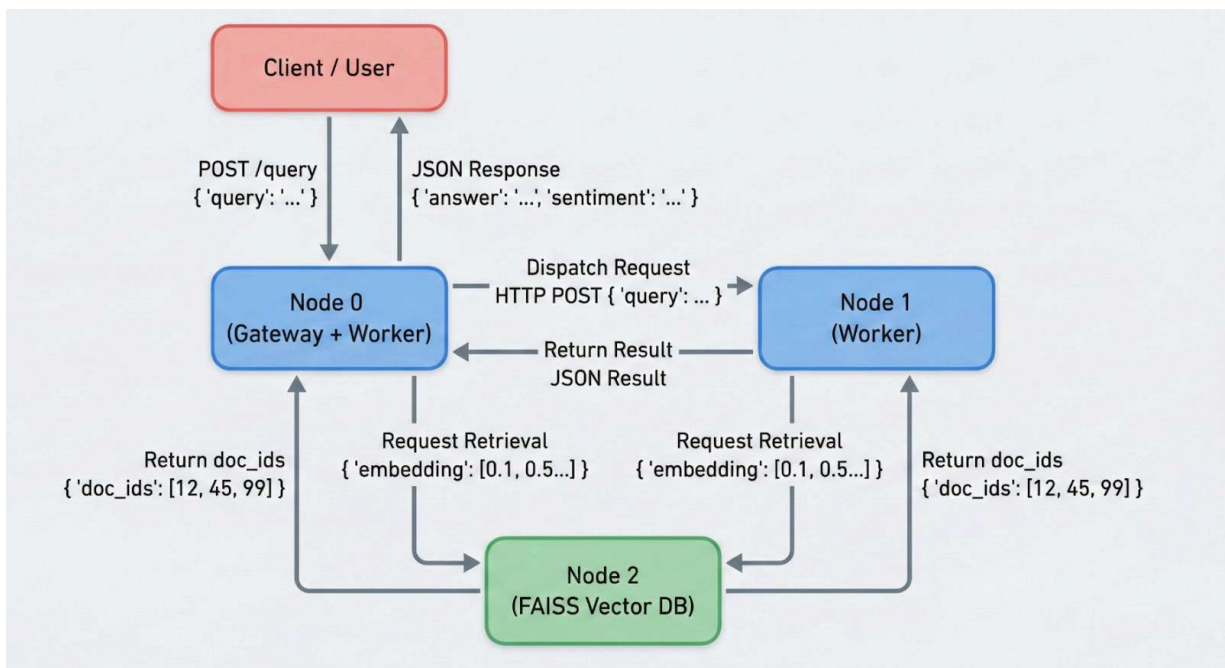 Client / User
POST /query
{ 'query': '...' }
JSON Response
{ 'answer': '...', 'sentiment': '...' }
Node 0
(Gateway + Worker)
Dispatch Request
HTTP POST { 'query': ... }
Return Result
JSON Result
Node 1
(Worker)
Return doc_ids
{ 'doc_ids': [12, 45, 99] }
Request Retrieval
{ 'embedding': [0.1, 0.5...] }
Request Retrieval
{ 'embedding': [0.1, 0.5...] }
Return doc_ids
{ 'doc_ids': [12, 45, 99] }
Node 2
(FAISS Vector DB)